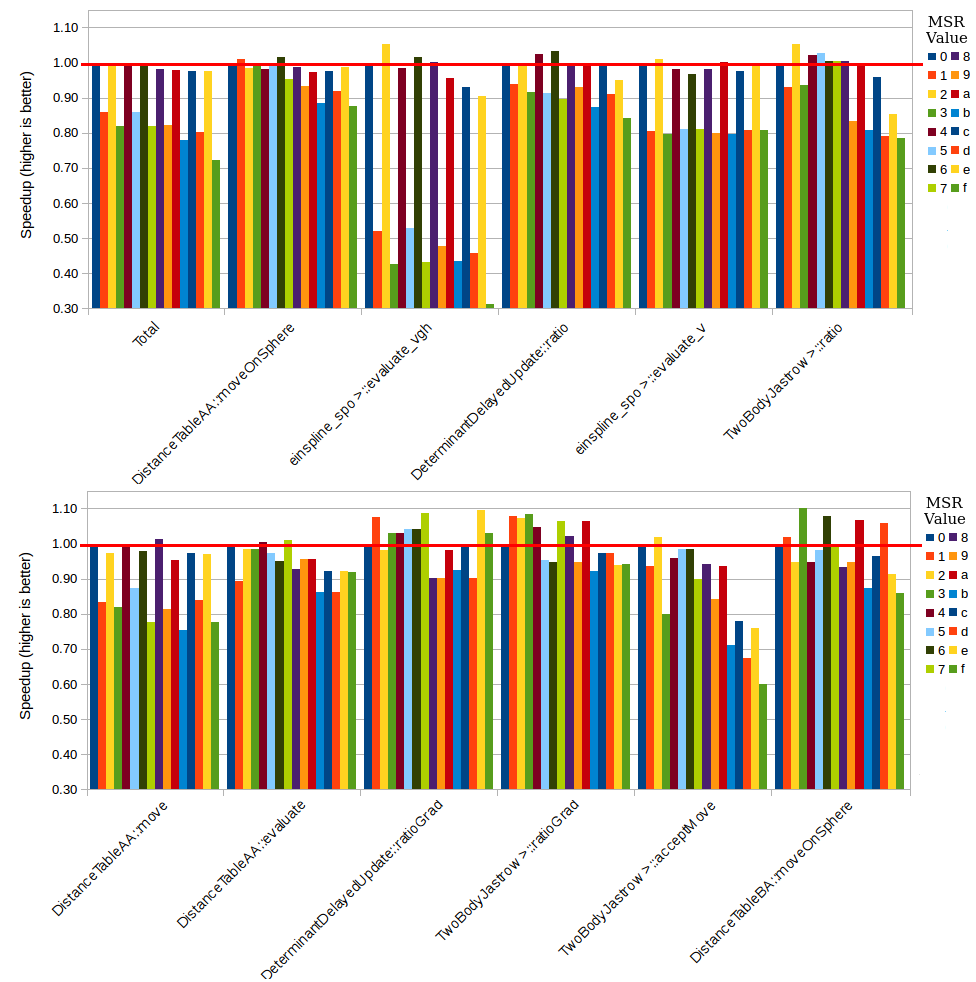 MSR
Value
0 8
1 9
2 a
3 b
4 c
5 d
6 e
7 f
Speedup (higher is better)
1.10
1.00
0.90
0.80
0.70
0.60
0.50
0.40
0.30
Total
DistanceTableAA::moveOnSphere
einspline_spo >::evaluate_vgh
DeterminantDelayedUpdate::ratio
einspline_spo >::evaluate_v
TwoBodyJastrow >::ratio
MSR
Value
0 8
1 9
2 a
3 b
4 c
5 d
6 e
7 f
Speedup (higher is better)
1.10
1.00
0.90
0.80
0.70
0.60
0.50
0.40
0.30
DistanceTableAA::move
DistanceTableAA::evaluate
DeterminantDelayedUpdate::ratioGrad
TwoBodyJastrow >::ratioGrad
TwoBodyJastrow >::acceptMove
DistanceTableBA::moveOnSphere